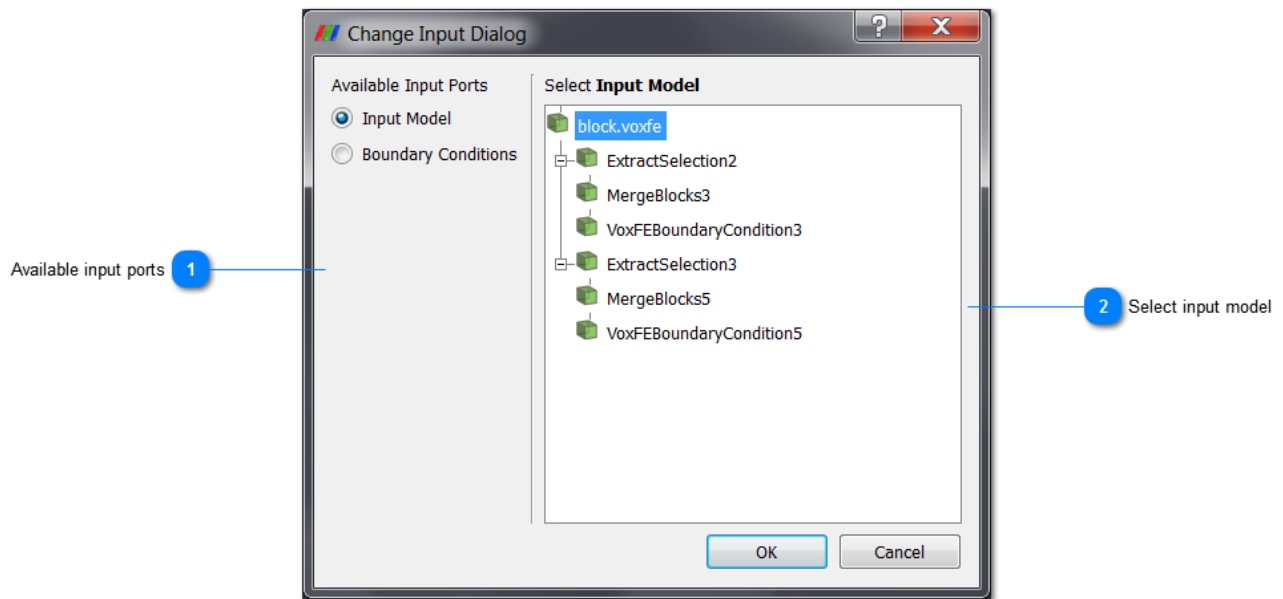 Change Input Dialog
Available Input Ports
Input Model
Boundary Conditions
Select Input Model
block.voxfe
ExtractSelection2
MergeBlocks3
VoxFEBoundaryCondition3
ExtractSelection3
MergeBlocks5
VoxFEBoundaryCondition5
OK
Cancel
Available input ports 1
2 Select input model